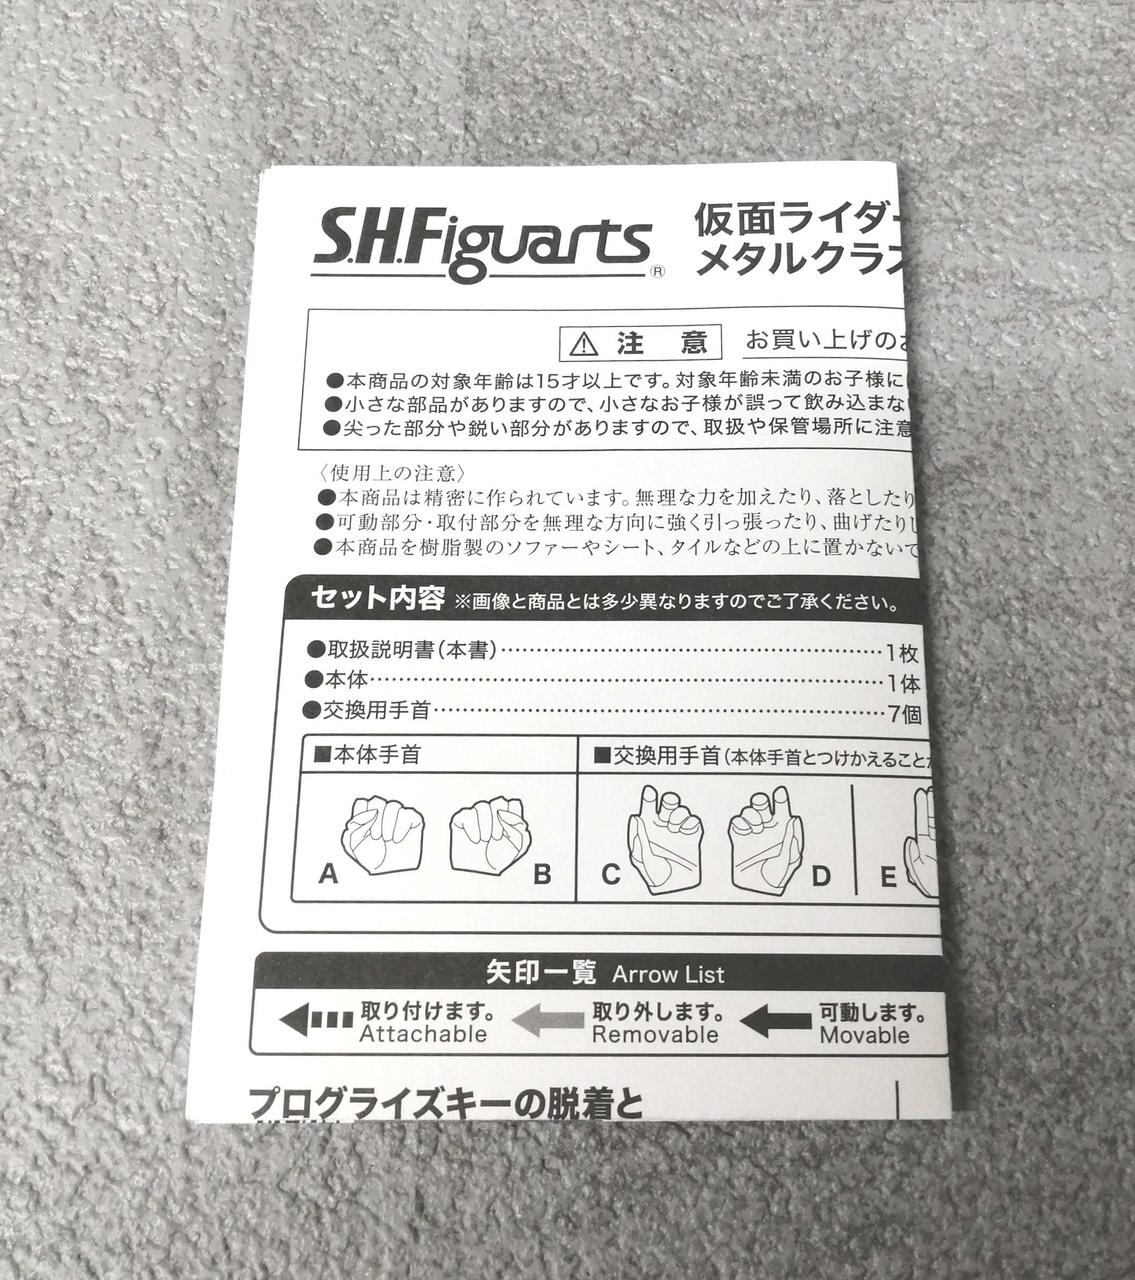 S.H.Figuarts®
仮面ライダー
メタルクラス
⚠注 意 お買い上げのお
●本商品の対象年齢は15才以上です。対象年齢未満のお子様に
●小さな部品がありますので、小さなお子様が誤って飲み込まな
●尖った部分や鋭い部分がありますので、取扱や保管場所に注意
〈使用上の注意〉
●本商品は精密に作られています。無理な力を加えたり、落としたり
●可動部分・取付部分を無理な方向に強く引っ張ったり、曲げたりし
●本商品を樹脂製のソファーやシート、タイルなどの上に置かないで
セット内容 ※画像と商品とは多少異なりますのでご了承ください。
●取扱説明書(本書)……1枚
●本体……1体
●交換用手首……7個
■本体手首
■交換用手首(本体手首とつけかえることが
A B C D E
矢印一覧 Arrow List
取り付けます。 取り外します。 可動します。
Attachable Removable Movable
プログライズキーの脱着と